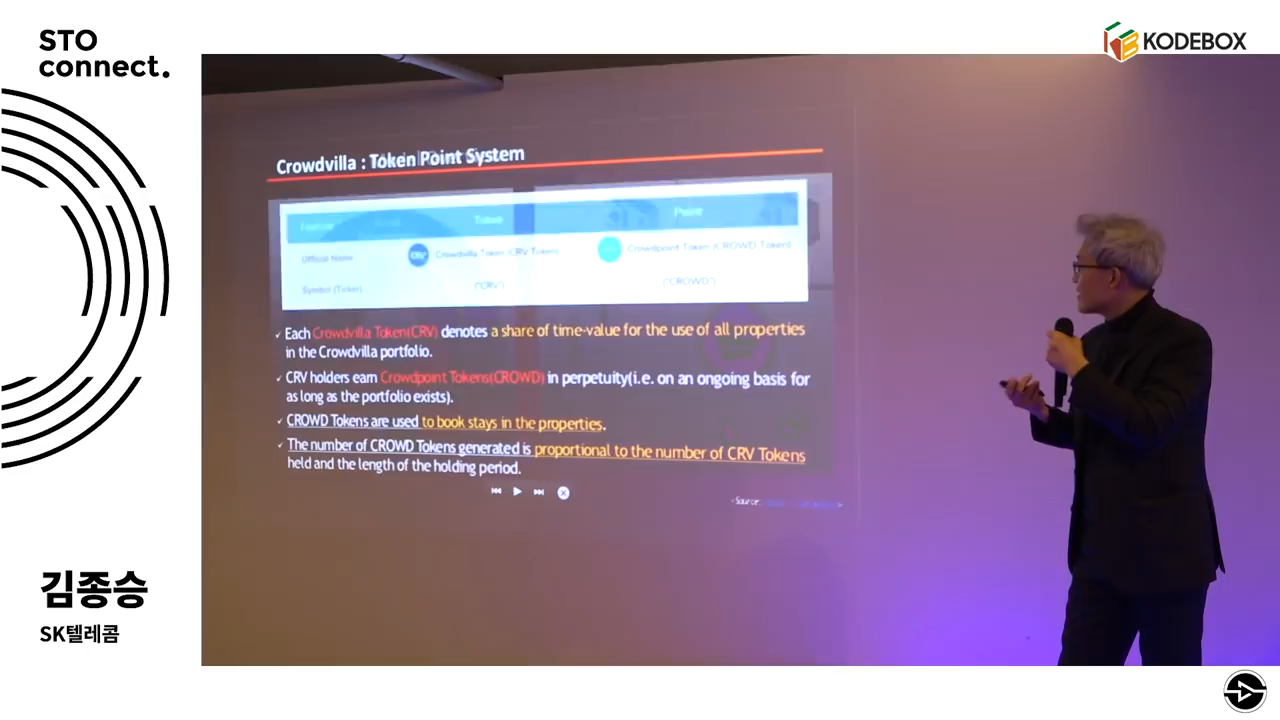 STO
connect.
KODEBOX
Crowdvilla : Token Point System
Feature Token Point
Official Name Crowdvilla Token (CRV Token) Crowdpoint Token (CROWD Token)
Symbol (Ticker) ("CRV") ("CROWD")
✓ Each Crowdvilla Token(CRV) denotes a share of time-value for the use of all properties
in the Crowdvilla portfolio.
✓ CRV holders earn Crowdpoint Tokens(CROWD) in perpetuity(i.e. on an ongoing basis for
as long as the portfolio exists).
✓ CROWD Tokens are used to book stays in the properties.
✓ The number of CROWD Tokens generated is proportional to the number of CRV Tokens
held and the length of the holding period.
<Source:
김종승
SK텔레콤